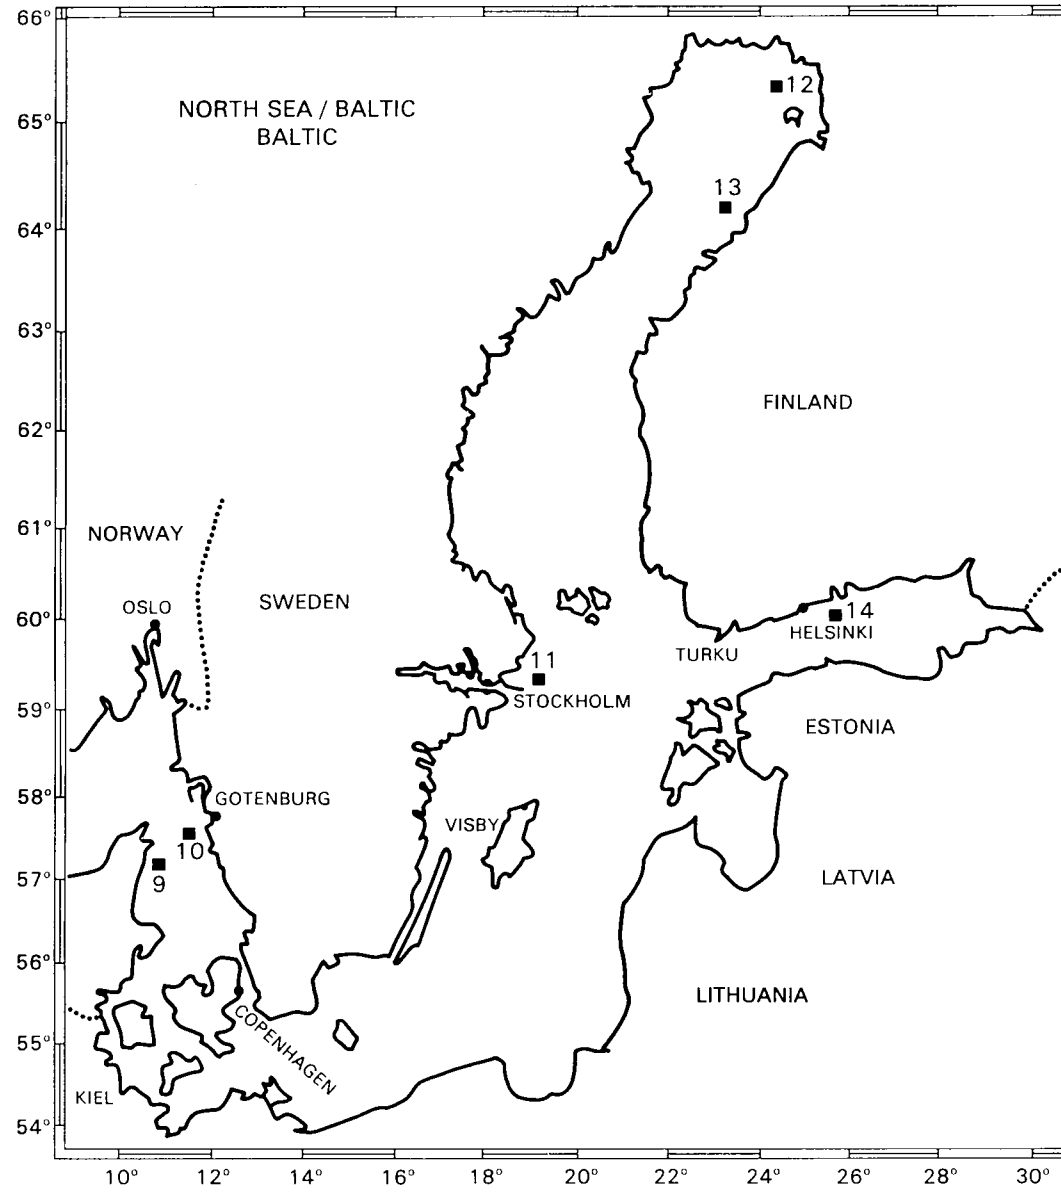 66°
65°
64°
63°
62°
61°
60°
59°
58°
57°
56°
55°
54°
NORTH SEA / BALTIC
BALTIC
12
13
FINLAND
NORWAY
OSLO
SWEDEN
14
HELSINKI
TURKU
11
STOCKHOLM
ESTONIA
GOTENBURG
VISBY
10
9
LATVIA
LITHUANIA
COPENHAGEN
KIEL
10° 12° 14° 16° 18° 20° 22° 24° 26° 28° 30°